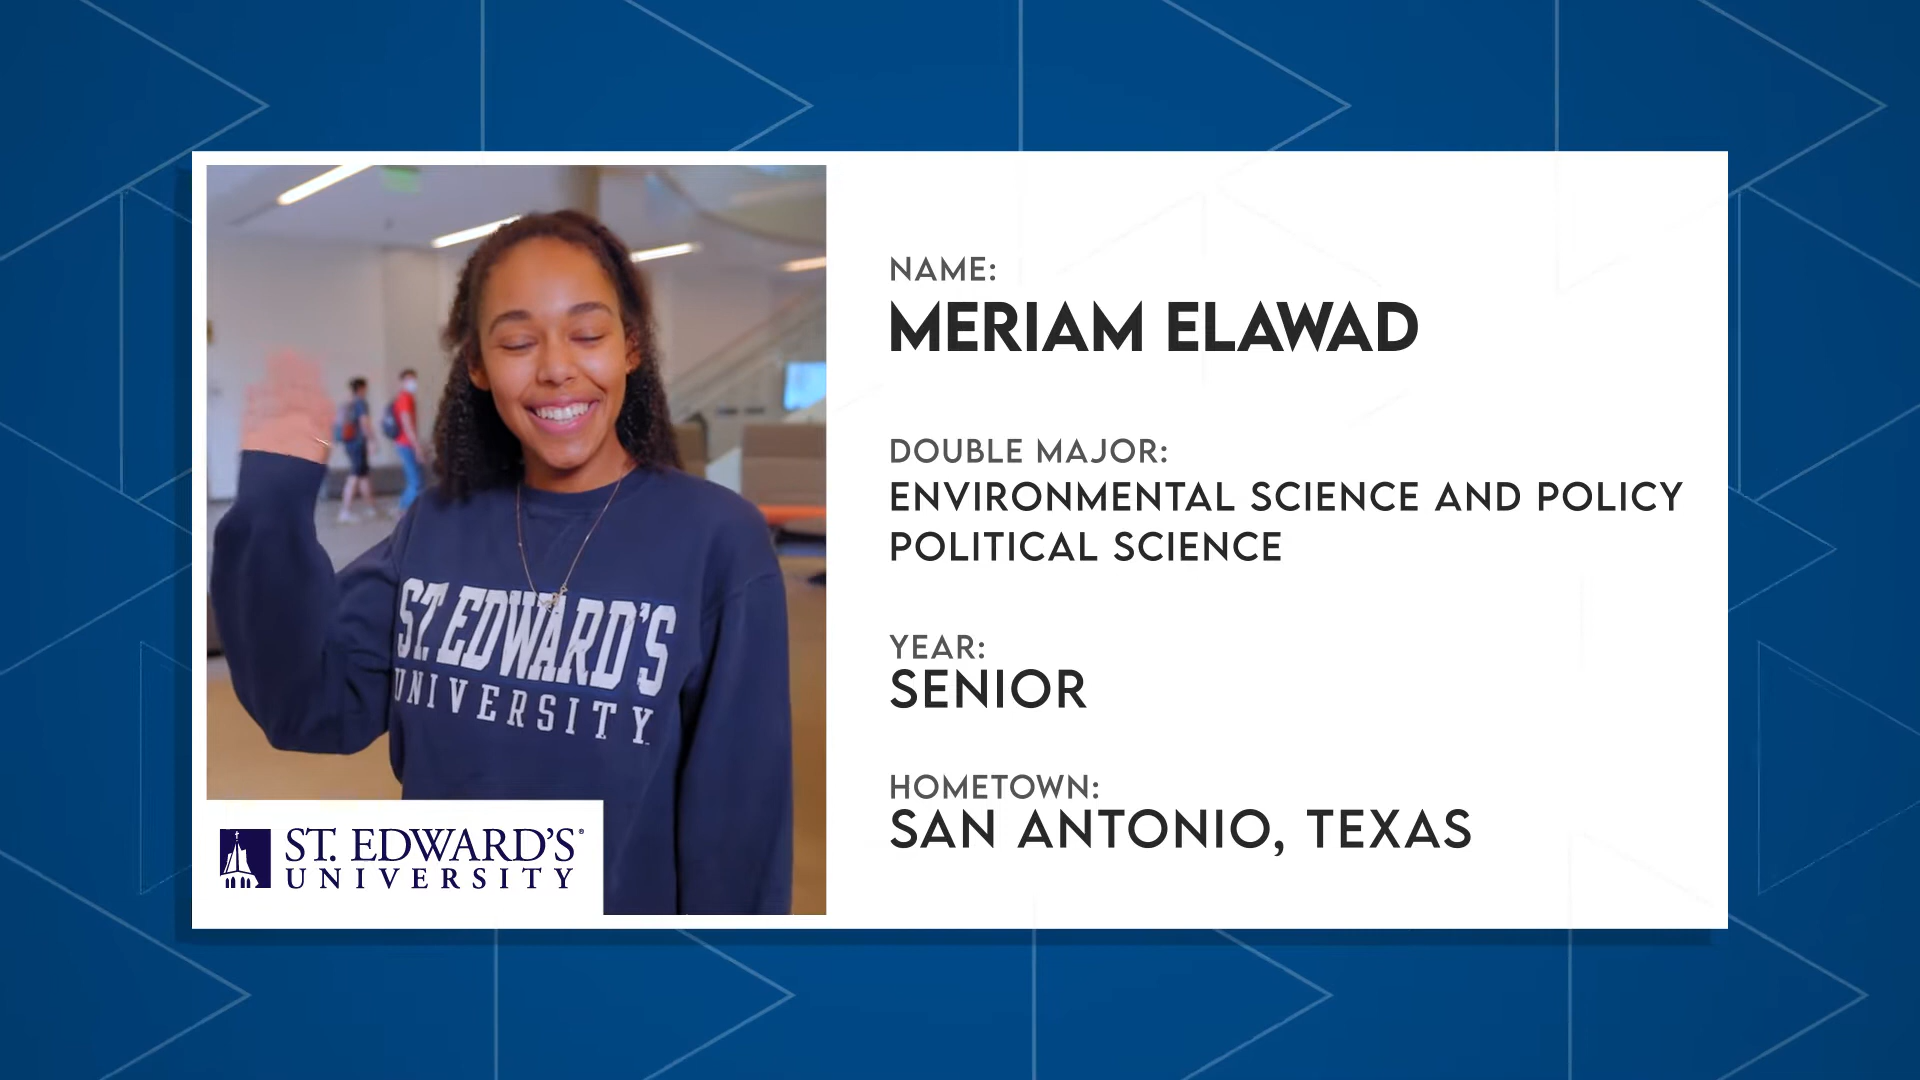 NAME:
MERIAM ELAWAD
DOUBLE MAJOR:
ENVIRONMENTAL SCIENCE AND POLICY
POLITICAL SCIENCE
YEAR:
SENIOR
HOMETOWN:
SAN ANTONIO, TEXAS
ST. EDWARD'S
UNIVERSITY
ST. EDWARD'S®
UNIVERSITY